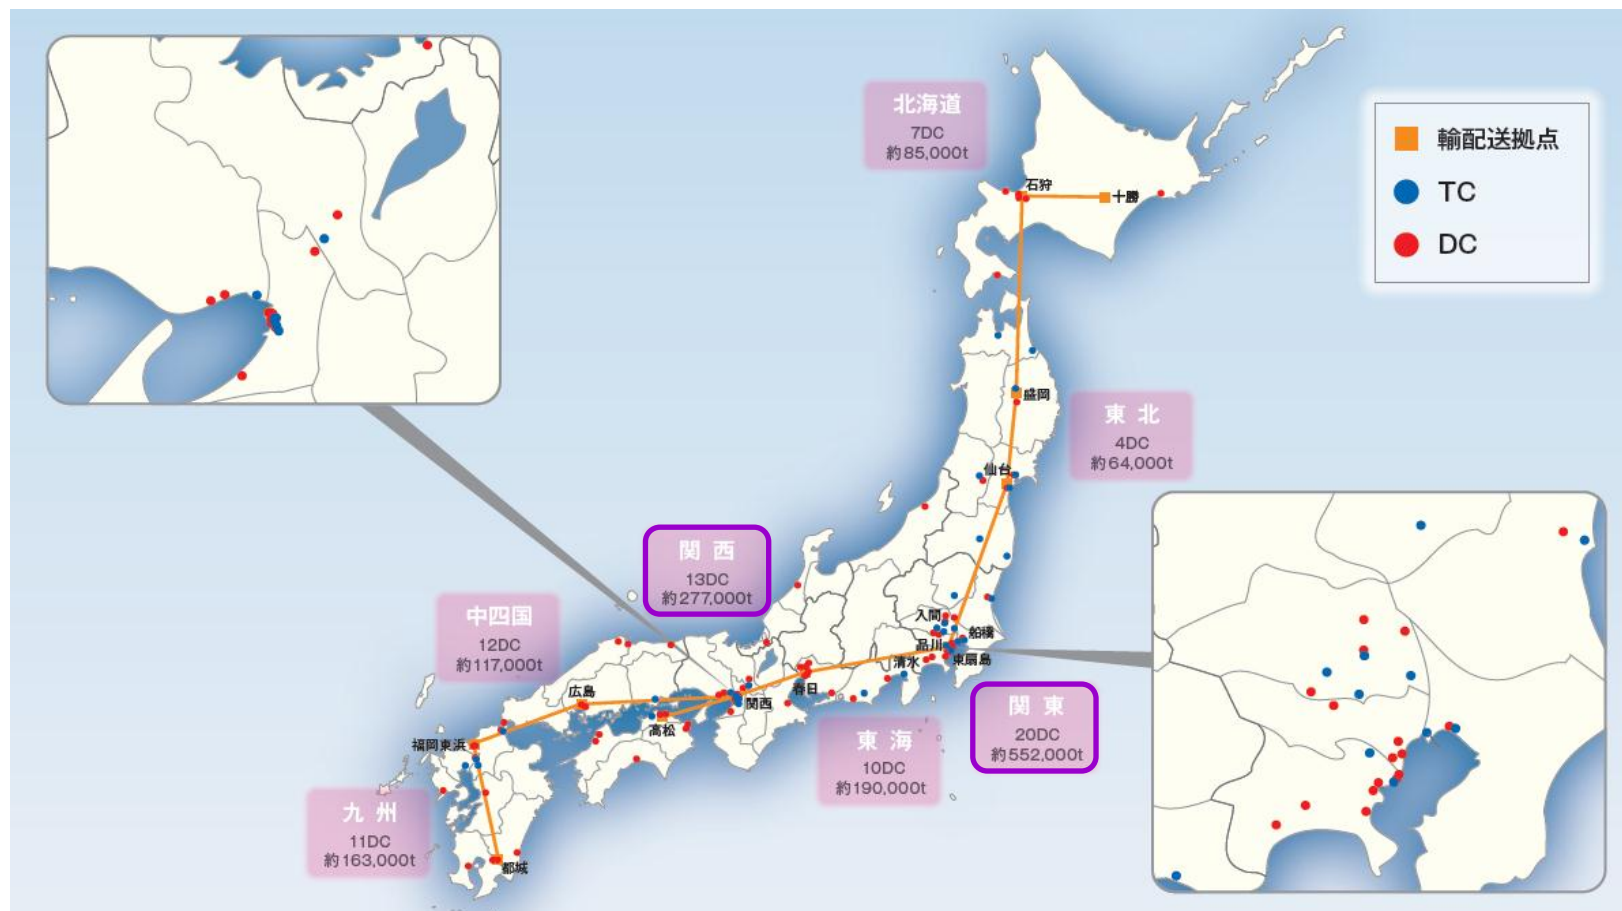 北海道
7DC
約85,000t
輸配送拠点
TC
DC
石狩
十勝
盛岡
東 北
4DC
約64,000t
仙台
関 西
13DC
約277,000t
中四国
12DC
約117,000t
入間
船橋
品川
東扇島
清水
春日
関西
広島
高松
福岡東浜
関 東
20DC
約552,000t
東 海
10DC
約190,000t
九 州
11DC
約163,000t
都城